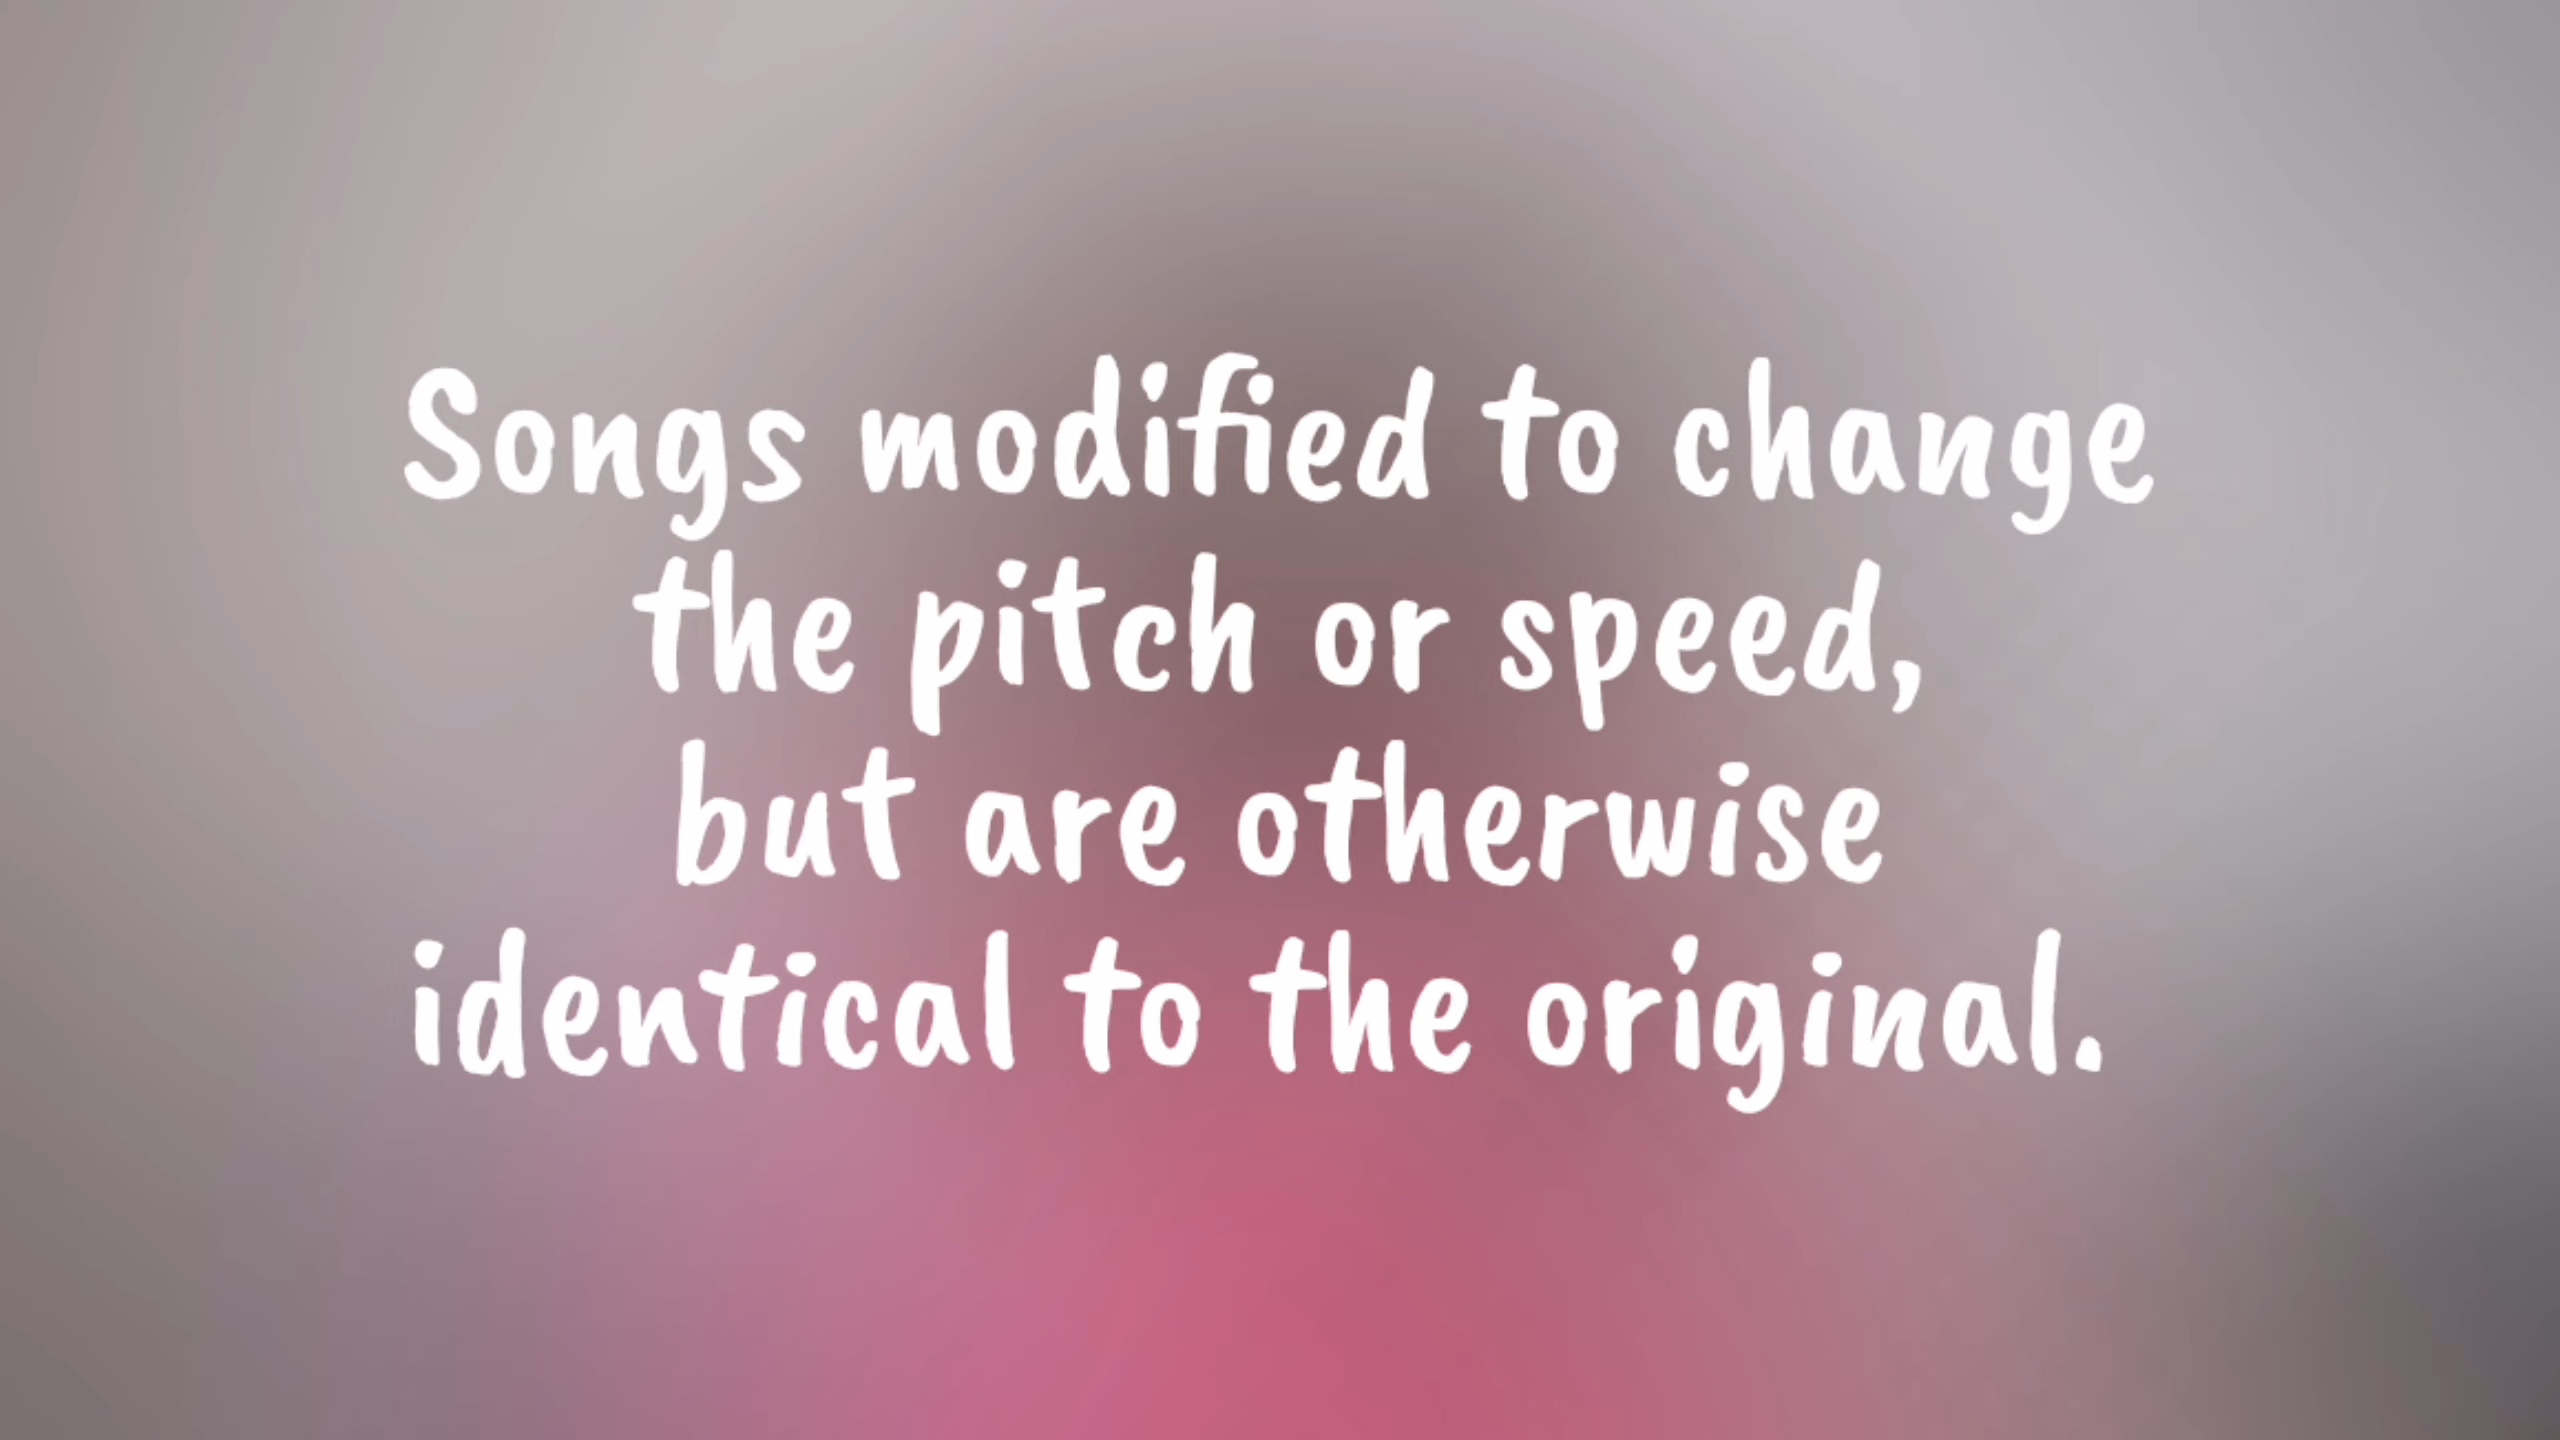 Songs modified to change
the pitch or speed,
but are otherwise
identical to the original.